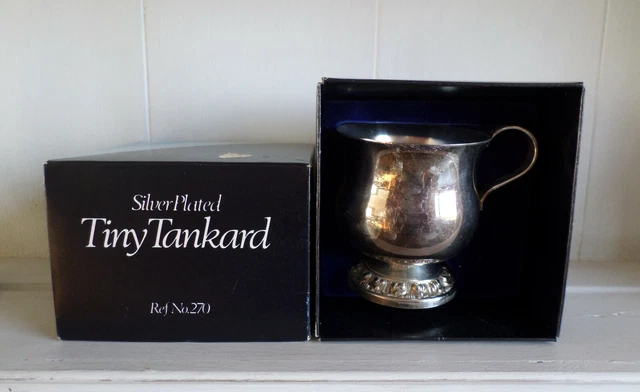 Silver Plated
Tiny Tankard
Ref No.270